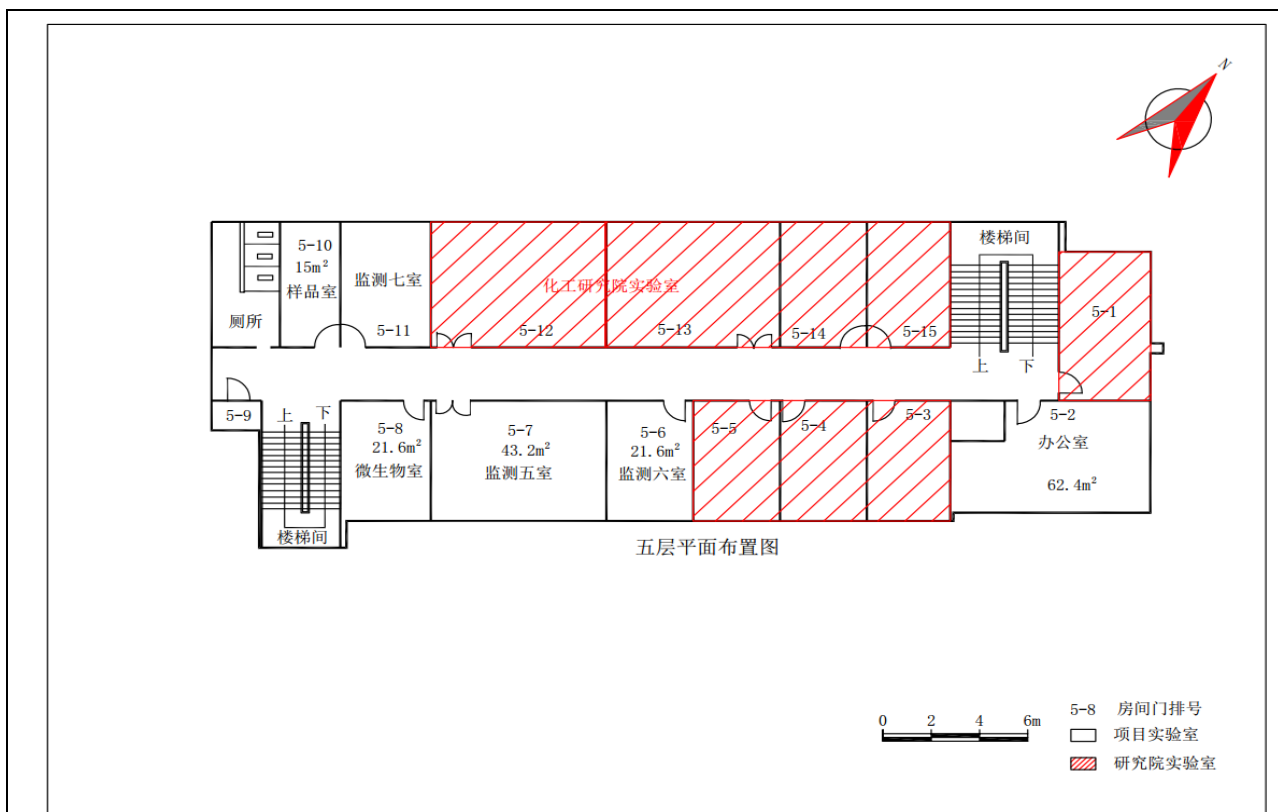 N
楼梯间
5-10
15m²
样品室
监测七室
化工研究院实验室
厕所
5-11
5-12
5-13
5-14
5-15
5-1
上
下
5-9
上
下
5-8
21.6m²
微生物室
5-7
43.2m²
监测五室
5-6
21.6m²
监测六室
5-5
5-4
5-3
5-2
办公室
62.4m²
楼梯间
五层平面布置图
0 2 4 6m
5-8 房间门排号
项目实验室
研究院实验室